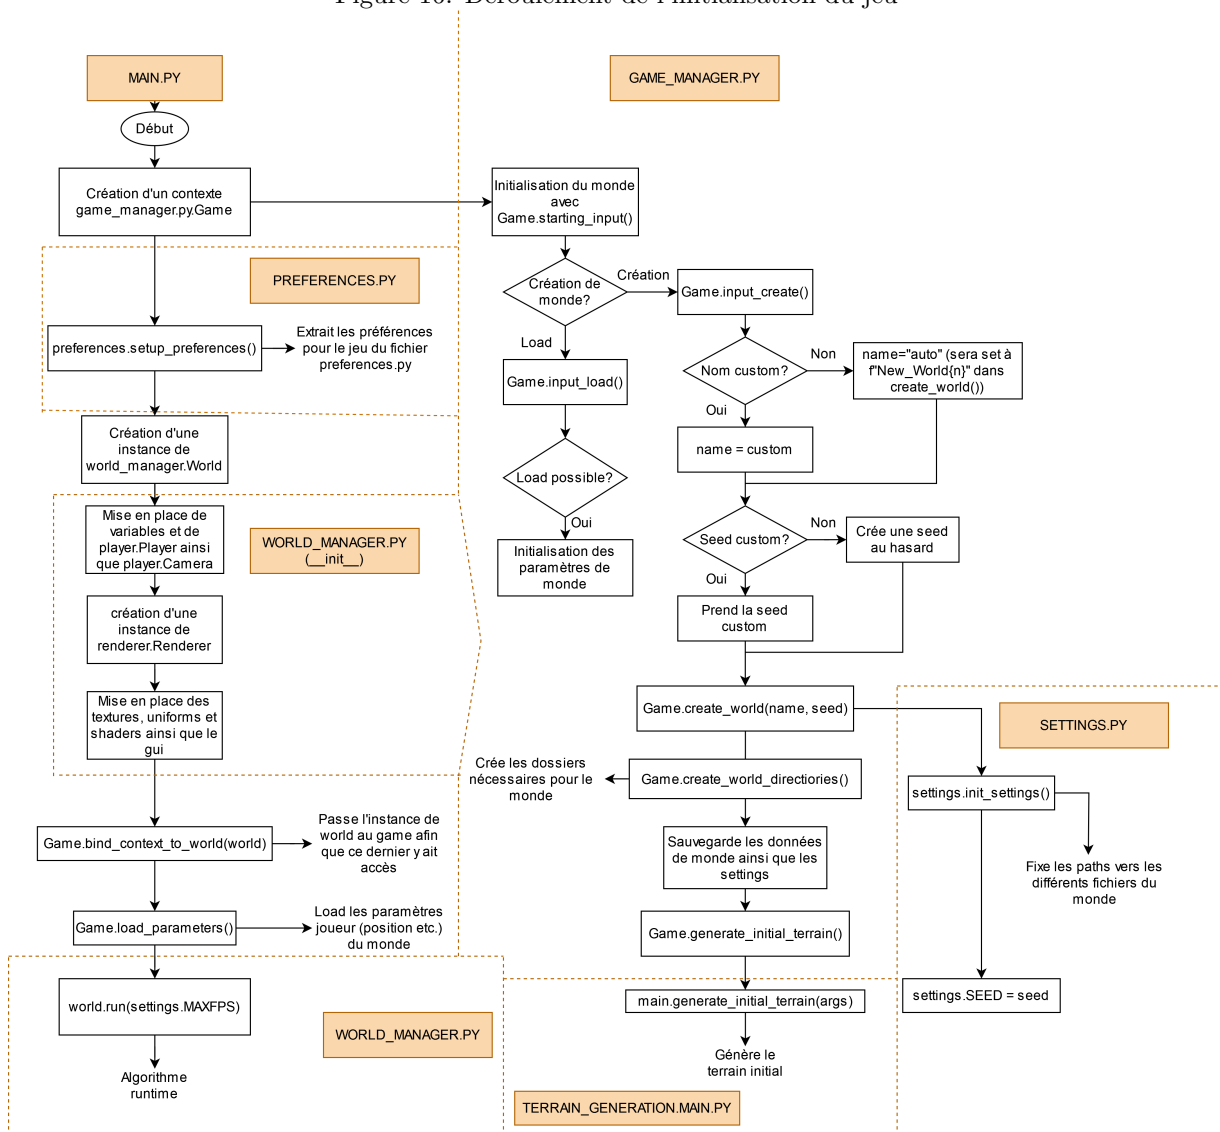 MAIN.PY
Début
Création d'un contexte
game_manager.py.Game
PREFERENCES.PY
preferences.setup_preferences()
Extrait les préférences
pour le jeu du fichier
preferences.py
Création d'une
instance de
world_manager.World
Mise en place de
variables et de
player.Player ainsi
que player.Camera
WORLD_MANAGER.PY
(__init__)
création d'une
instance de
renderer.Renderer
Mise en place des
textures, uniforms et
shaders ainsi que le
gui
Game.bind_context_to_world(world)
Passe l'instance de
world au game afin
que ce dernier y ait
accès
Game.load_parameters()
Load les paramètres
joueur (position etc.)
du monde
world.run(settings.MAXFPS)
WORLD_MANAGER.PY
Algorithme
runtime
GAME_MANAGER.PY
Initialisation du monde
avec
Game.starting_input()
Création de
monde?
Création
Load
Game.input_load()
Load possible?
Oui
Initialisation des
paramètres de
monde
Game.input_create()
Nom custom?
Non
name="auto" (sera set à
f"New_World{n}" dans
create_world())
Oui
name = custom
Seed custom?
Non
Crée une seed
au hasard
Oui
Prend la seed
custom
Game.create_world(name, seed)
Game.create_world_directiories()
Crée les dossiers
nécessaires pour le
monde
Sauvegarde les données
de monde ainsi que les
settings
Game.generate_initial_terrain()
main.generate_initial_terrain(args)
Génère le
terrain initial
TERRAIN_GENERATION.MAIN.PY
SETTINGS.PY
settings.init_settings()
Fixe les paths vers les
différents fichiers du
monde
settings.SEED = seed